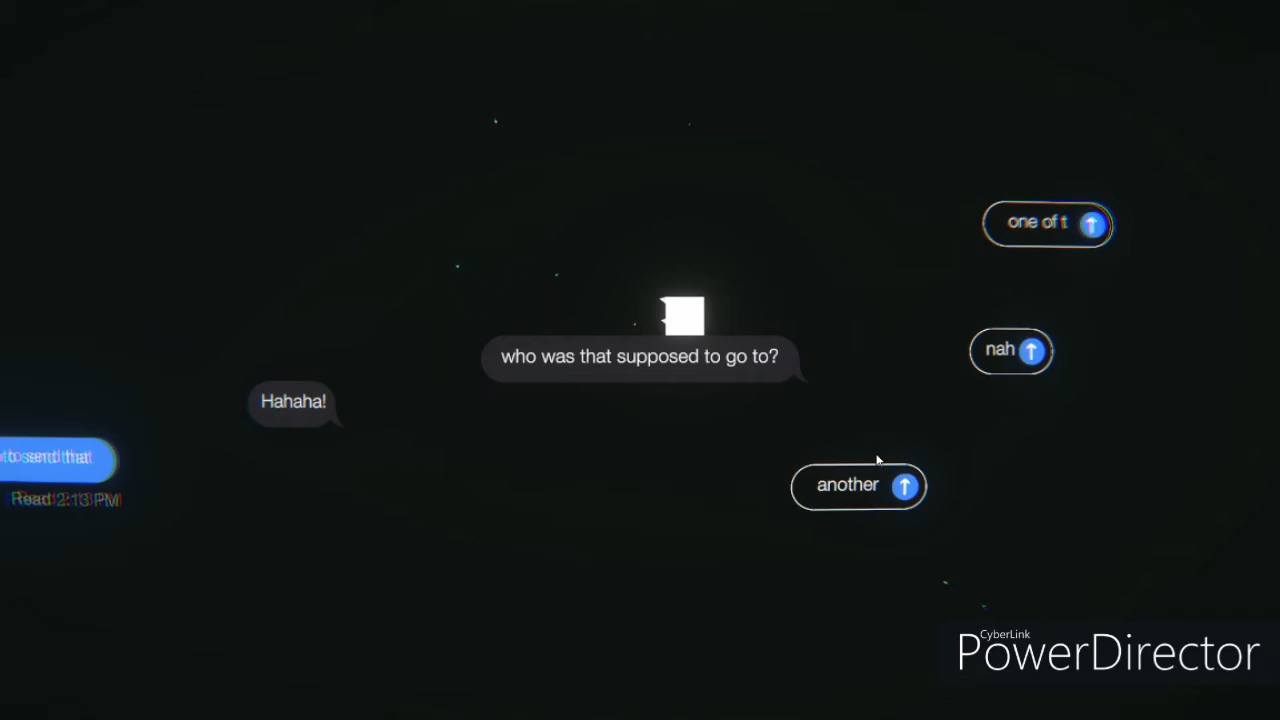 one of t
nah
who was that supposed to go to?
Hahaha!
to send that
Read 2:13 PM
another
CyberLink
PowerDirector